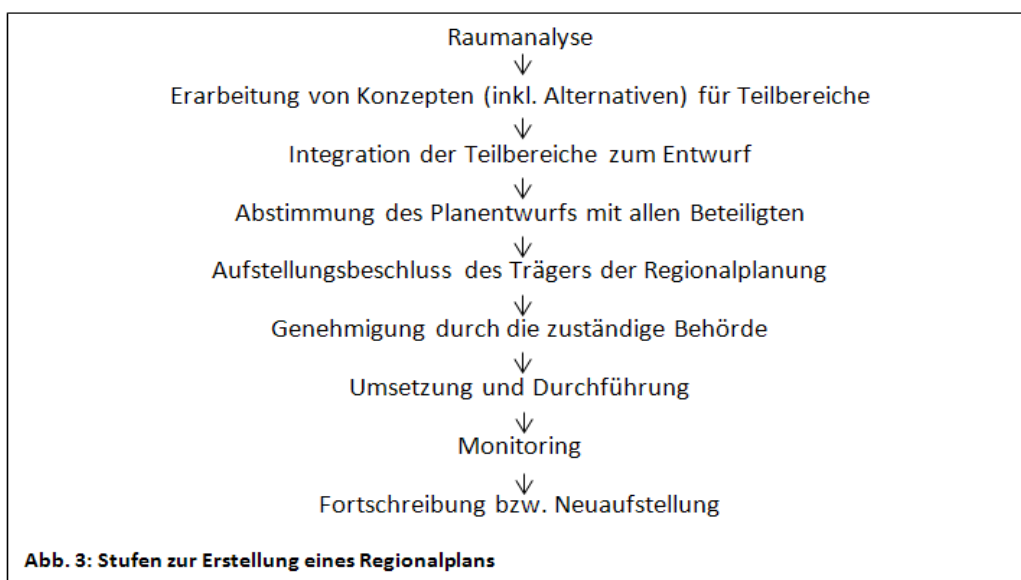 Raumanalyse
↓
Erarbeitung von Konzepten (inkl. Alternativen) für Teilbereiche
↓
Integration der Teilbereiche zum Entwurf
↓
Abstimmung des Planentwurfs mit allen Beteiligten
↓
Aufstellungsbeschluss des Trägers der Regionalplanung
↓
Genehmigung durch die zuständige Behörde
↓
Umsetzung und Durchführung
↓
Monitoring
↓
Fortschreibung bzw. Neuaufstellung
Abb. 3: Stufen zur Erstellung eines Regionalplans